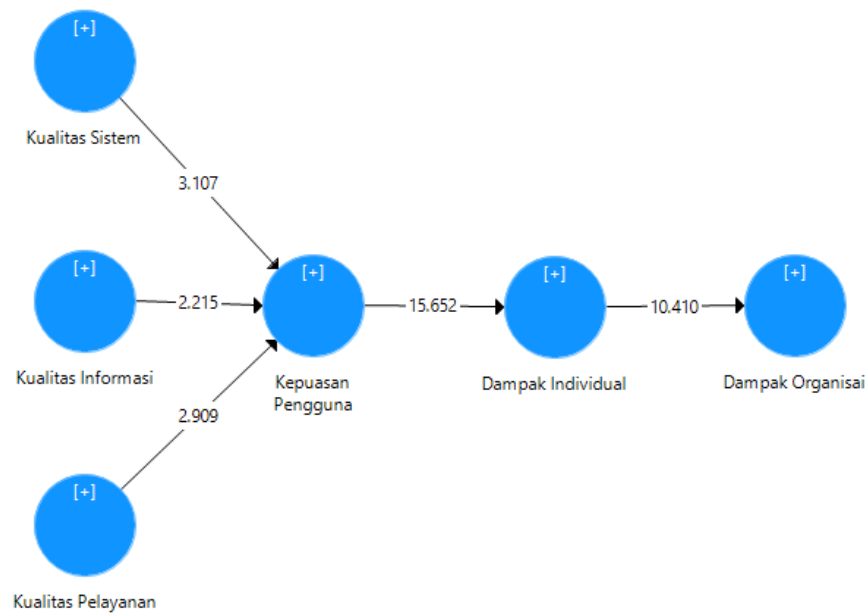 [+]
Kualitas Sistem
3.107
[+]
Kualitas Informasi
2.215
[+]
Kualitas Pelayanan
2.909
[+]
Kepuasan
Pengguna
15.652
[+]
Dampak Individual
10.410
[+]
Dampak Organisai